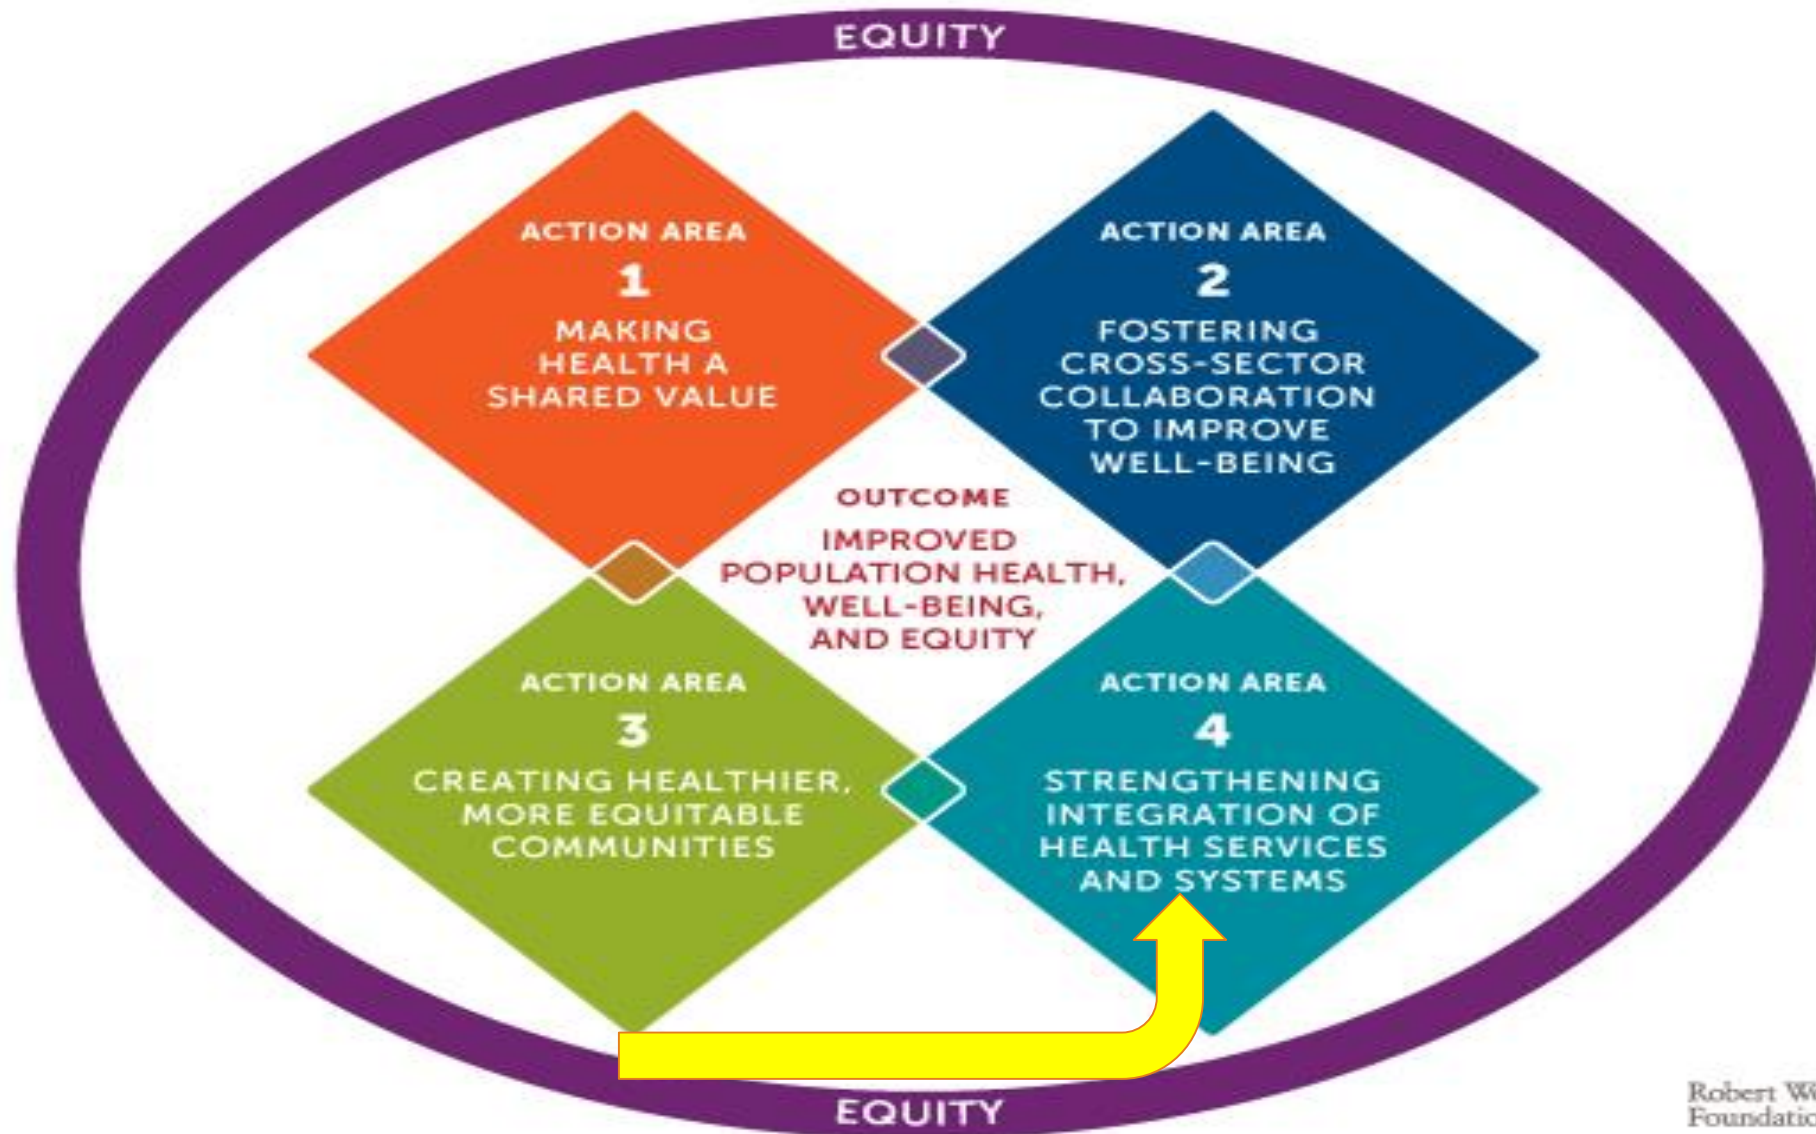 EQUITY
ACTION AREA
1
MAKING
HEALTH A
SHARED VALUE
ACTION AREA
2
FOSTERING
CROSS-SECTOR
COLLABORATION
TO IMPROVE
WELL-BEING
OUTCOME
IMPROVED
POPULATION HEALTH,
WELL-BEING,
AND EQUITY
ACTION AREA
3
CREATING HEALTHIER,
MORE EQUITABLE
COMMUNITIES
ACTION AREA
4
STRENGTHENING
INTEGRATION OF
HEALTH SERVICES
AND SYSTEMS
EQUITY
Robert